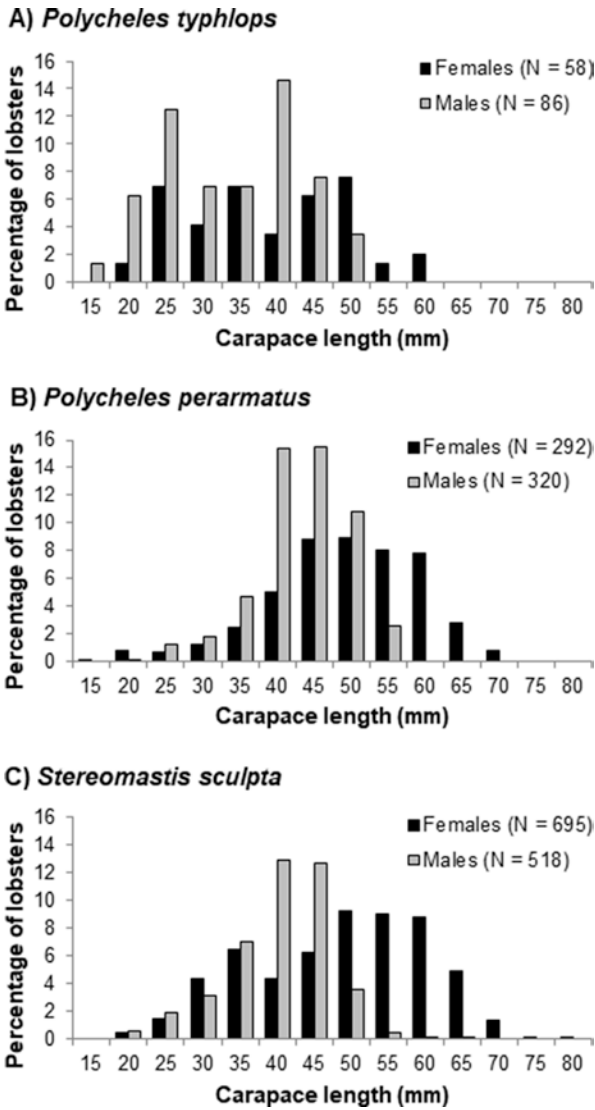 A) Polycheles typhlops
Percentage of lobsters
16
14
12
10
8
6
4
2
0
Females (N = 58)
Males (N = 86)
15 20 25 30 35 40 45 50 55 60 65 70 75 80
Carapace length (mm)
B) Polycheles perarmatus
Percentage of lobsters
16
14
12
10
8
6
4
2
0
Females (N = 292)
Males (N = 320)
15 20 25 30 35 40 45 50 55 60 65 70 75 80
Carapace length (mm)
C) Stereomastis sculpta
Percentage of lobsters
16
14
12
10
8
6
4
2
0
Females (N = 695)
Males (N = 518)
15 20 25 30 35 40 45 50 55 60 65 70 75 80
Carapace length (mm)